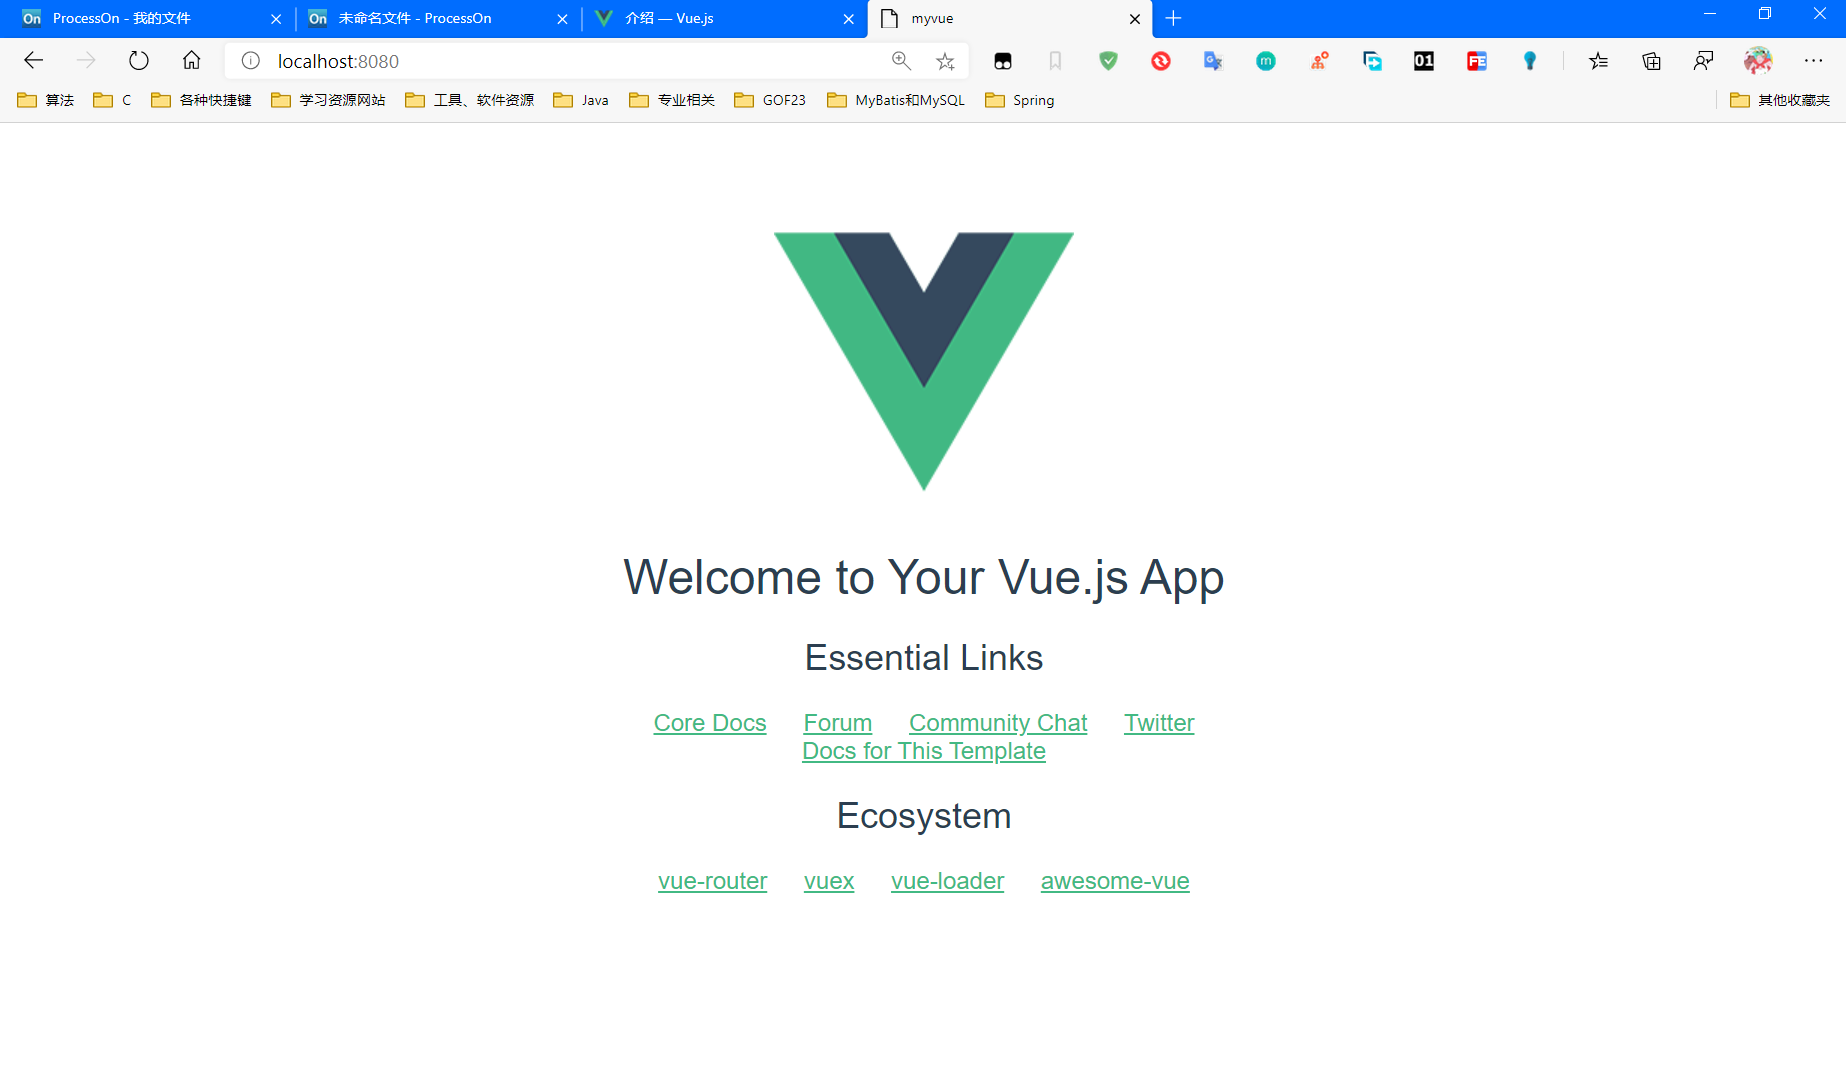 On ProcessOn - 我的文件 On 未命名文件 - ProcessOn 介绍 — Vue.js myvue
localhost:8080 m 01 FE
算法 C 各种快捷键 学习资源网站 工具、软件资源 Java 专业相关 GOF23 MyBatis和MySQL Spring 其他收藏夹
Welcome to Your Vue.js App
Essential Links
Core Docs Forum Community Chat Twitter
Docs for This Template
Ecosystem
vue-router vuex vue-loader awesome-vue